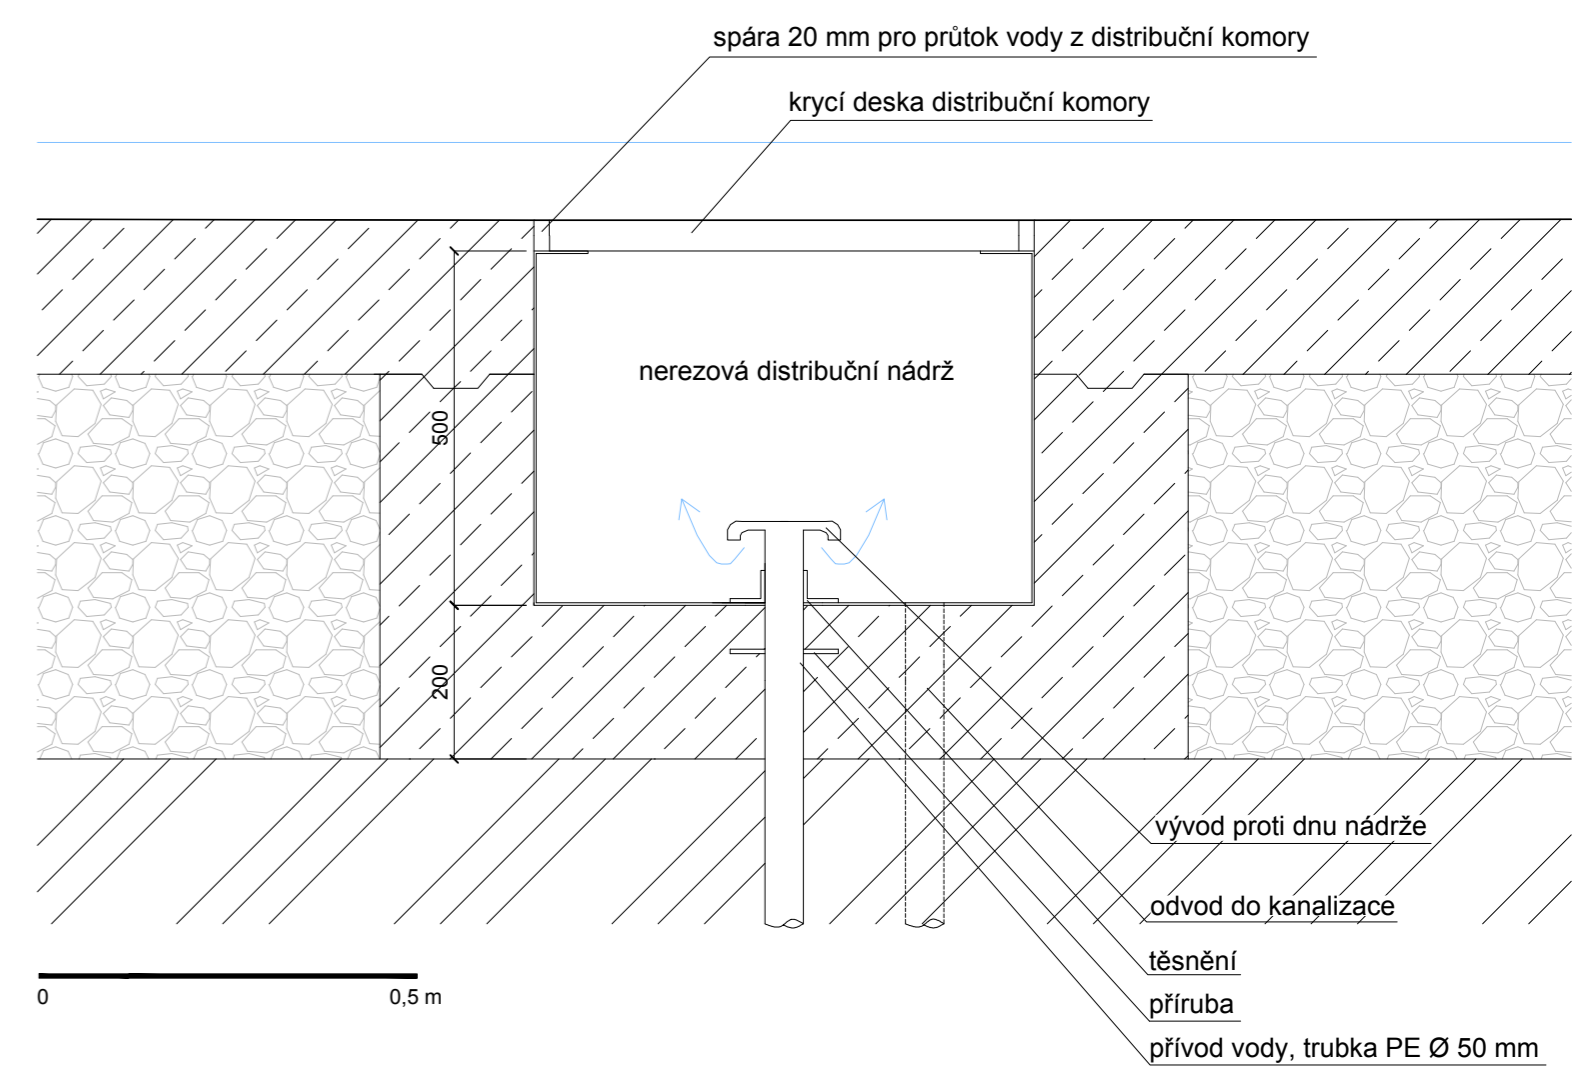 spára 20 mm pro průtok vody z distribuční komory
krycí deska distribuční komory
nerezová distribuční nádrž
500
200
vývod proti dnu nádrže
odvod do kanalizace
těsnění
příruba
přívod vody, trubka PE Ø 50 mm
0
0,5 m